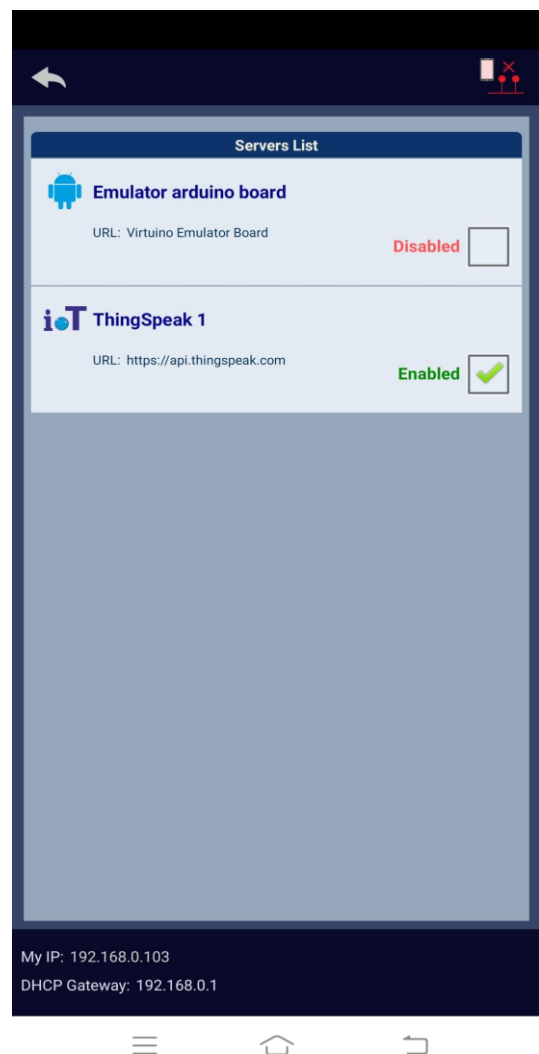 Servers List
Emulator arduino board
URL: Virtuino Emulator Board
Disabled
ioT ThingSpeak 1
URL: https://api.thingspeak.com
Enabled
My IP: 192.168.0.103
DHCP Gateway: 192.168.0.1